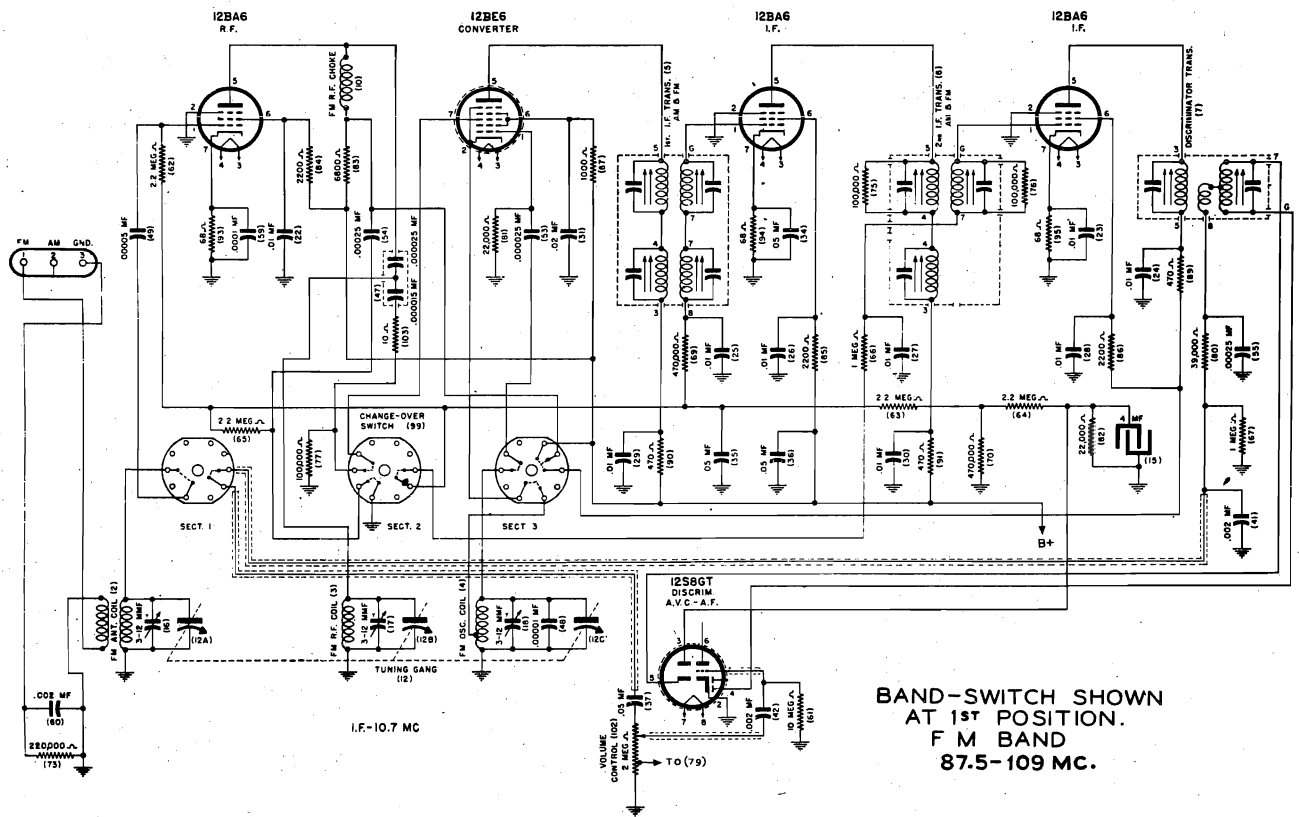 12BA6
R.F.
12BE6
CONVERTER
12BA6
I.F.
12BA6
I.F.
FM R.F. CHOKE
(10)
1ST. I.F. TRANS. (5)
AM & FM
2ND I.F. TRANS. (6)
AM & FM
DISCRIMINATOR TRANS.
(7)
2.2 MEG Ω
(62)
.00005 MF
(49)
68 Ω
(93)
.0001 MF
(59)
.01 MF
(22)
2200 Ω
(84)
6800 Ω
(83)
.00025 MF
(54)
.000025 MF
(47)
.000015 MF
10 Ω
(103)
22,000 Ω
(81)
.000025 MF
(53)
.02 MF
(31)
1000 Ω
(87)
68 Ω
(94)
.05 MF
(34)
100,000 Ω
(75)
100,000 Ω
(76)
68 Ω
(95)
.01 MF
(23)
.01 MF
(24)
470 Ω
(89)
FM AM GND.
1 2 3
470,000 Ω
(69)
.01 MF
(25)
.01 MF
(26)
2200 Ω
(85)
1 MEG Ω
(66)
.01 MF
(27)
.01 MF
(28)
2200 Ω
(86)
39,000 Ω
(80)
.00025 MF
(55)
2.2 MEG Ω
(65)
CHANGE-OVER
SWITCH (99)
100,000 Ω
(77)
2.2 MEG Ω
(63)
2.2 MEG Ω
(64)
.01 MF
(29)
470 Ω
(90)
.05 MF
(35)
.05 MF
(36)
.01 MF
(30)
470 Ω
(91)
470,000 Ω
(70)
22,000 Ω
(82)
4 MF
(15)
1 MEG Ω
(67)
.002 MF
(41)
SECT. 1
SECT. 2
SECT. 3
B+
12S8GT
DISCRIM.
A.V.C-A.F.
FM ANT. COIL (2)
3-12 MMF
(16)
(12A)
FM R.F. COIL (3)
3-12 MMF
(17)
(12B)
FM OSC. COIL (4)
3-12 MMF
(18)
.00001 MF
(48)
(12C)
TUNING GANG
(12)
.002 MF
(60)
220,000 Ω
(73)
I.F.-10.7 MC
.05 MF
(37)
VOLUME
CONTROL (102)
2 MEG Ω
TO (79)
.002 MF
(42)
10 MEG Ω
(61)
BAND-SWITCH SHOWN
AT 1ST POSITION.
F M BAND
87.5-109 MC.